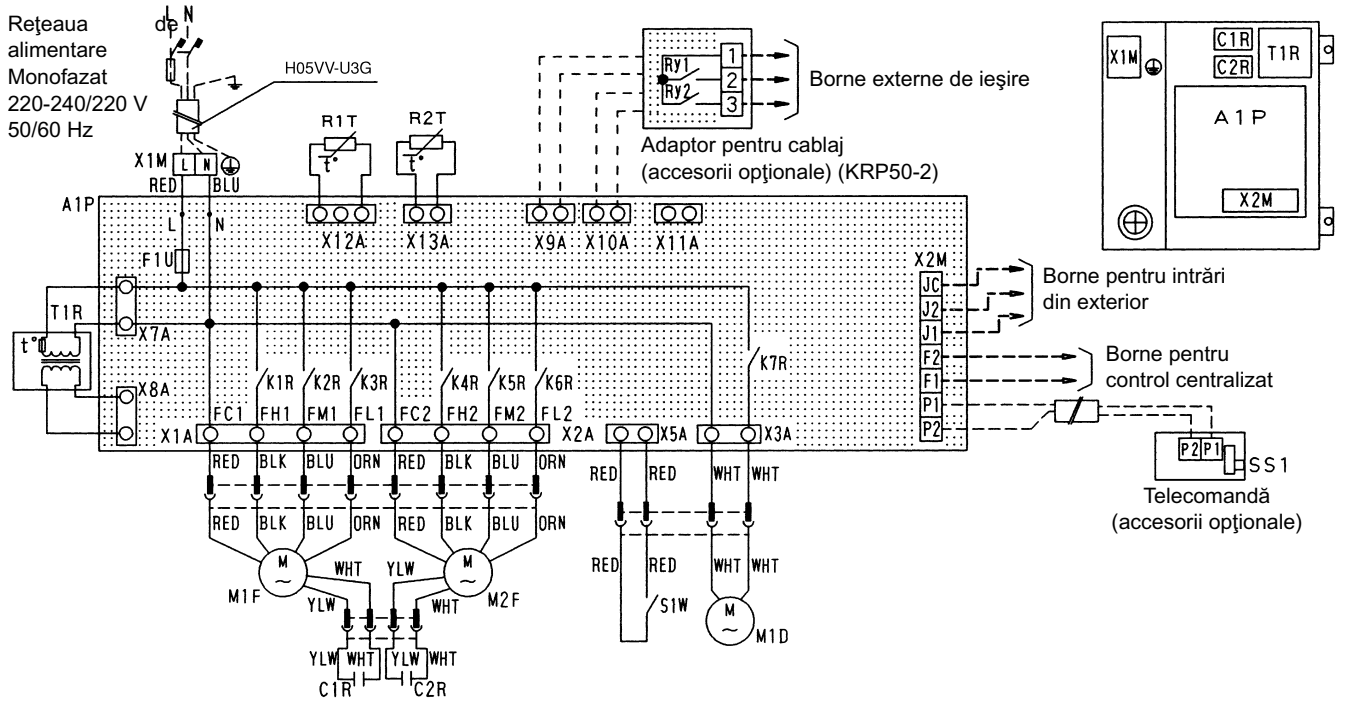 Reţeaua de
alimentare
Monofazat
220-240/220 V
50/60 Hz
L N
H05VV-U3G
X1M L N
RED BLU
A1P
L N
F1U
R1T R2T
t° t°
X12A X13A X9A X10A X11A
Ry1 1
Ry2 2
3
Borne externe de ieşire
Adaptor pentru cablaj
(accesorii opţionale) (KRP50-2)
X1M C1R T1R
C2R
A1P
X2M
X2M
JC
J2
J1
F2
F1
P1
P2
Borne pentru intrări
din exterior
Borne pentru
control centralizat
P2 P1
SS1
Telecomandă
(accesorii opţionale)
T1R
t°
X7A
X8A
K1R K2R K3R K4R K5R K6R K7R
FC1 FH1 FM1 FL1 FC2 FH2 FM2 FL2
X1A X2A X5A X3A
RED BLK BLU ORN RED BLK BLU ORN RED RED WHT WHT
RED BLK BLU ORN RED BLK BLU ORN
RED RED WHT WHT
M M
~ ~
M1F M2F
WHT YLW
YLW WHT
S1W
M
~
M1D
YLW WHT YLW WHT
C1R C2R